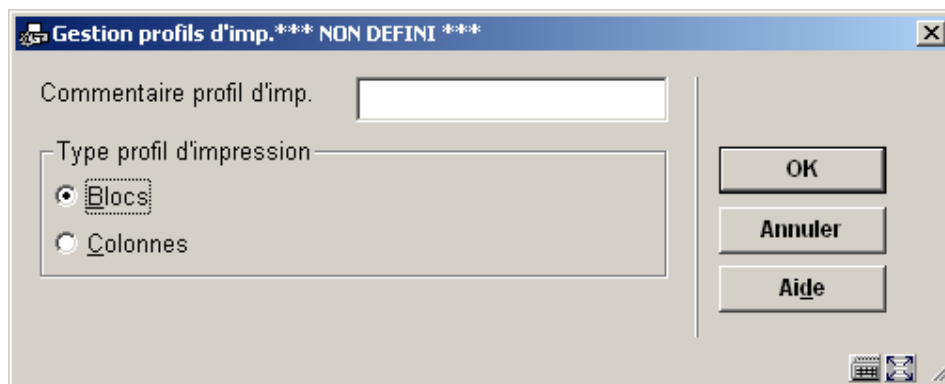 Gestion profils d'imp.*** NON DEFINI ***
Commentaire profil d'imp.
Type profil d'impression
Blocs
Colonnes
OK
Annuler
Aide